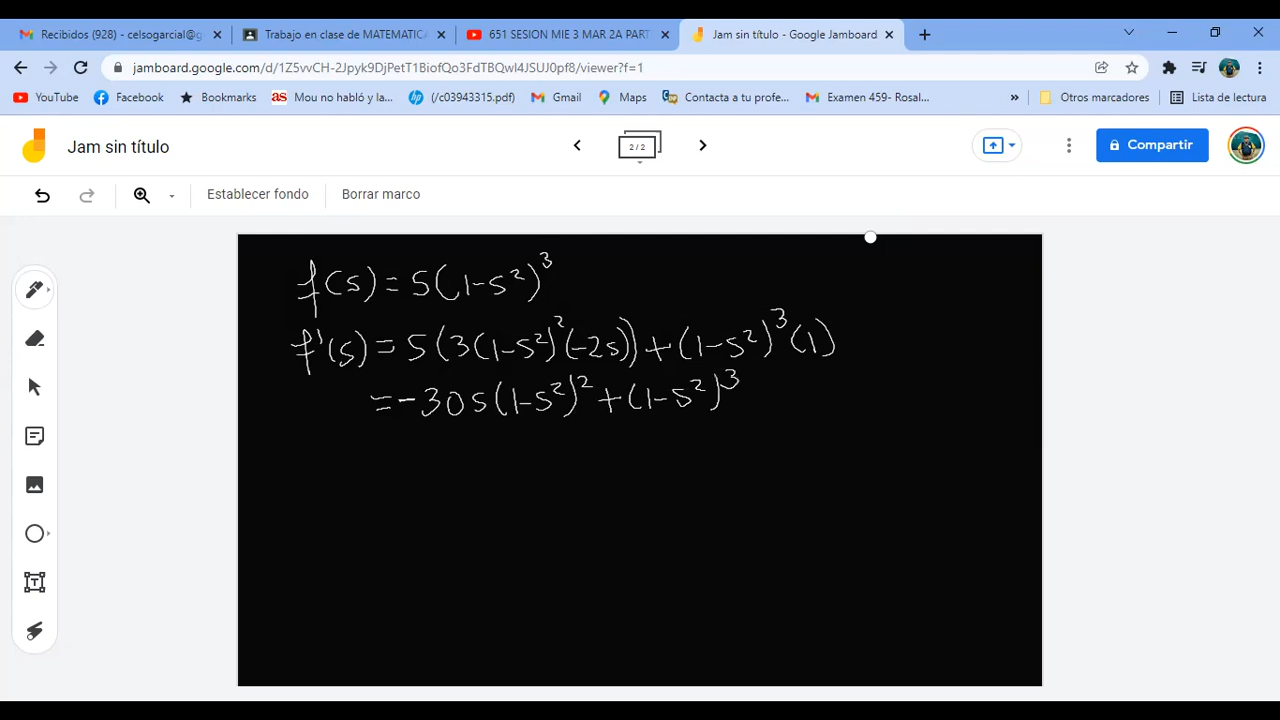 Recibidos (928) - celsogarcial@g
Trabajo en clase de MATEMATICA
651 SESION MIE 3 MAR 2A PART
Jam sin título - Google Jamboard
jamboard.google.com/d/1Z5vvCH-2Jpyk9DjPetT1BiofQo3FdTBQwI4JSUJ0pf8/viewer?f=1
YouTube Facebook Bookmarks as Mou no habló y la... hp (/c03943315.pdf) Gmail Maps Contacta a tu profe... Examen 459- Rosal... » Otros marcadores Lista de lectura
Jam sin título
2 / 2
Compartir
Establecer fondo Borrar marco
f(s) = s(1-s²)³
f'(s) = s(3(1-s²)²(-2s)) + (1-s²)³(1)
= -30s(1-s²)² + (1-s²)³